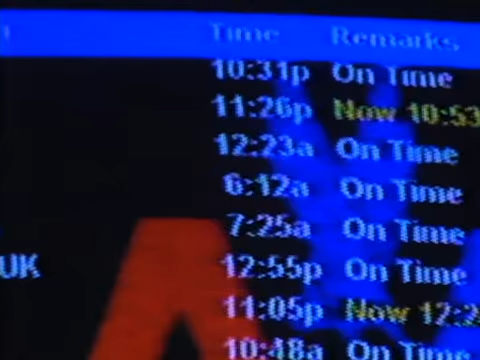 Time Remarks
10:31p On Time
11:26p Now 10:53
12:23a On Time
6:12a On Time
7:25a On Time
UK 12:55p On Time
11:05p Now 12:2
10:48a On Time